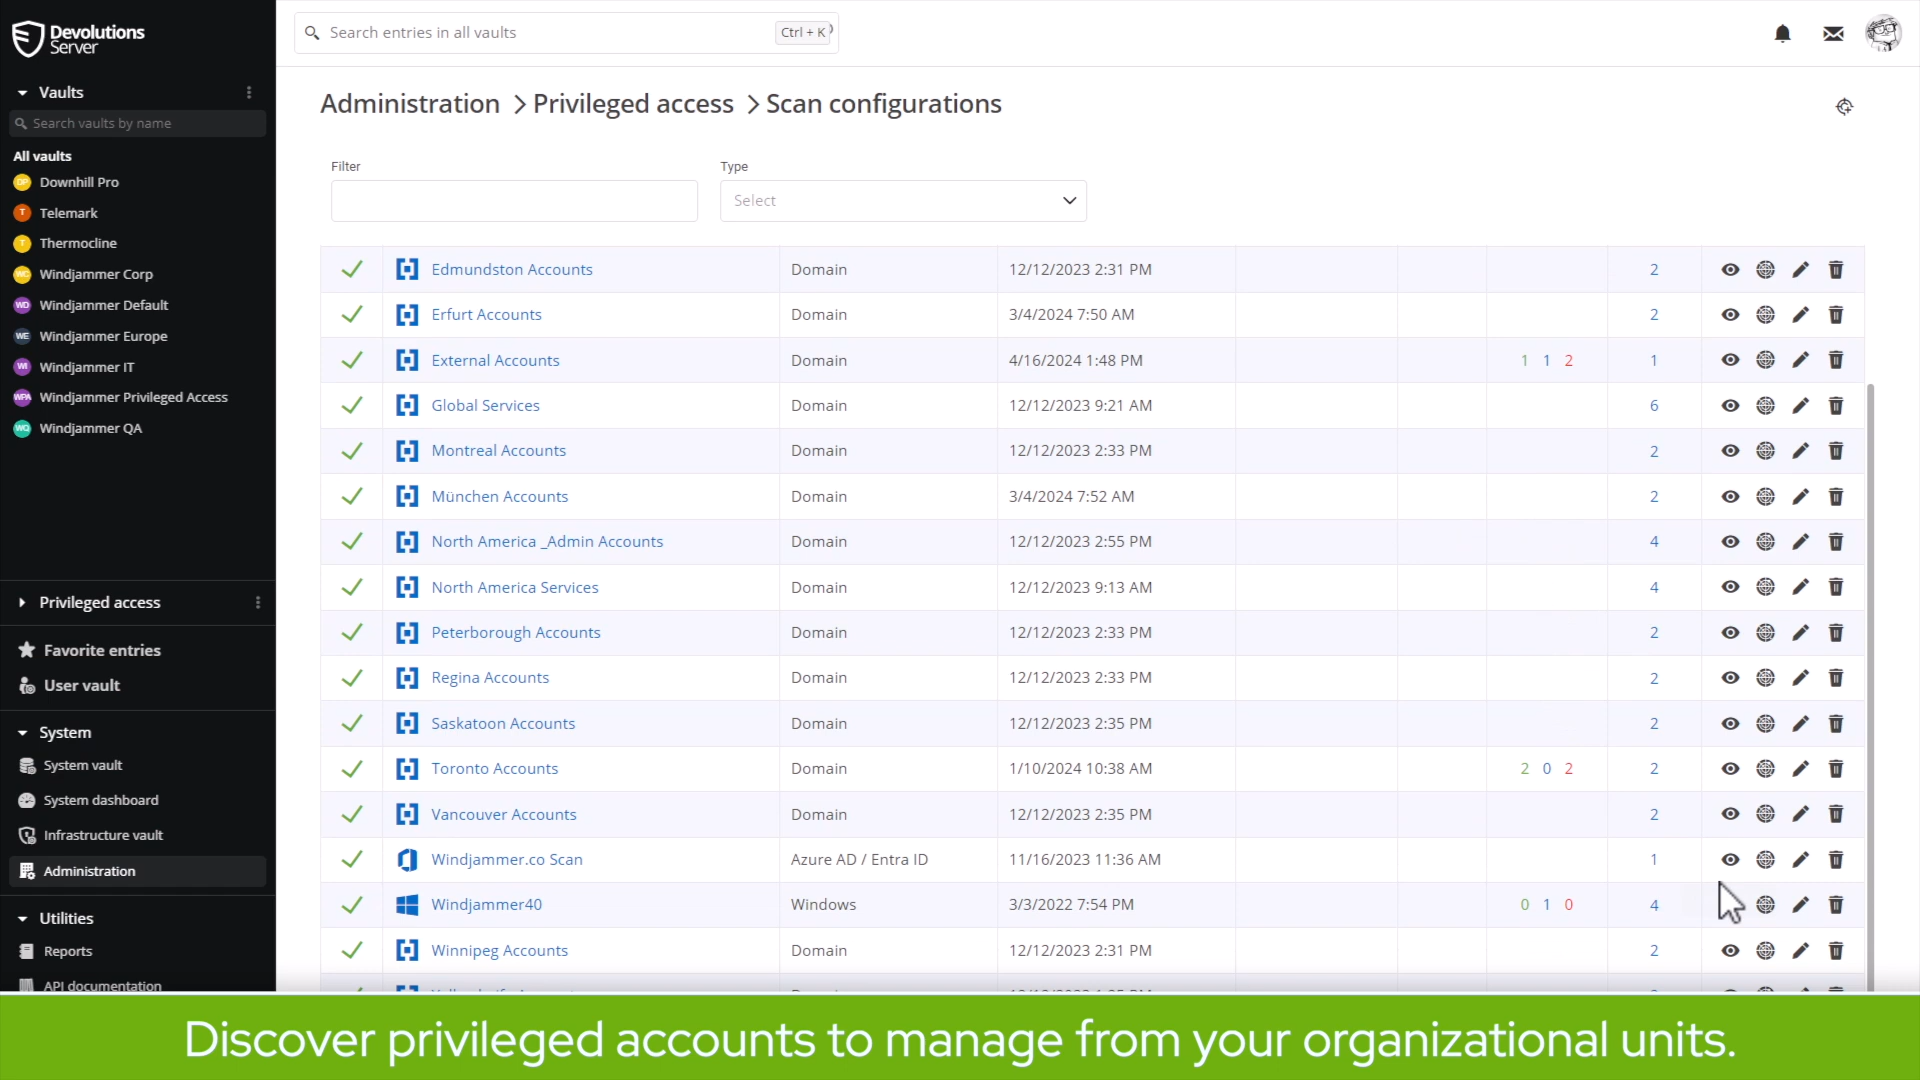 Devolutions
Server
Search entries in all vaults
Ctrl + K
Vaults
Search vaults by name
All vaults
DP Downhill Pro
T Telemark
T Thermocline
WC Windjammer Corp
WD Windjammer Default
WE Windjammer Europe
WI Windjammer IT
WPA Windjammer Privileged Access
WQ Windjammer QA
Privileged access
Favorite entries
User vault
System
System vault
System dashboard
Infrastructure vault
Administration
Utilities
Reports
API documentation
Administration > Privileged access > Scan configurations
Filter
Type
Select
Edmundston Accounts Domain 12/12/2023 2:31 PM 2
Erfurt Accounts Domain 3/4/2024 7:50 AM 2
External Accounts Domain 4/16/2024 1:48 PM 1 1 2 1
Global Services Domain 12/12/2023 9:21 AM 6
Montreal Accounts Domain 12/12/2023 2:33 PM 2
München Accounts Domain 3/4/2024 7:52 AM 2
North America _Admin Accounts Domain 12/12/2023 2:55 PM 4
North America Services Domain 12/12/2023 9:13 AM 4
Peterborough Accounts Domain 12/12/2023 2:33 PM 2
Regina Accounts Domain 12/12/2023 2:33 PM 2
Saskatoon Accounts Domain 12/12/2023 2:35 PM 2
Toronto Accounts Domain 1/10/2024 10:38 AM 2 0 2 2
Vancouver Accounts Domain 12/12/2023 2:35 PM 2
Windjammer.co Scan Azure AD / Entra ID 11/16/2023 11:36 AM 1
Windjammer40 Windows 3/3/2022 7:54 PM 0 1 0 4
Winnipeg Accounts Domain 12/12/2023 2:31 PM 2
Discover privileged accounts to manage from your organizational units.